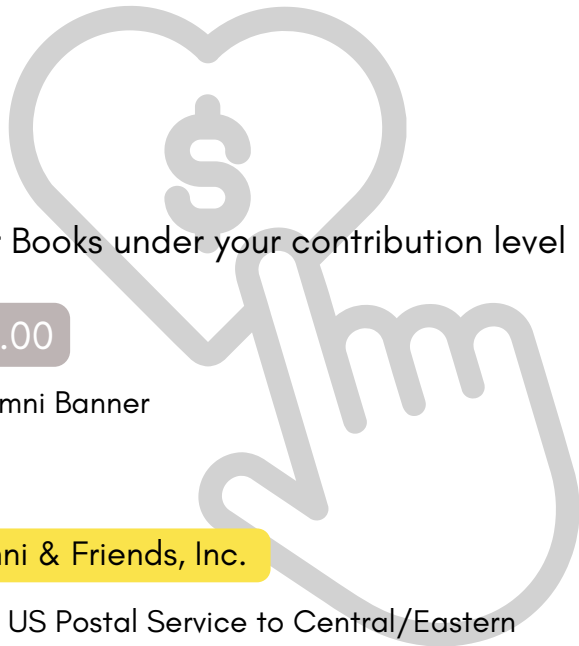 Books under your contribution level
.00
mni Banner
ni & Friends, Inc.
US Postal Service to Central/Eastern